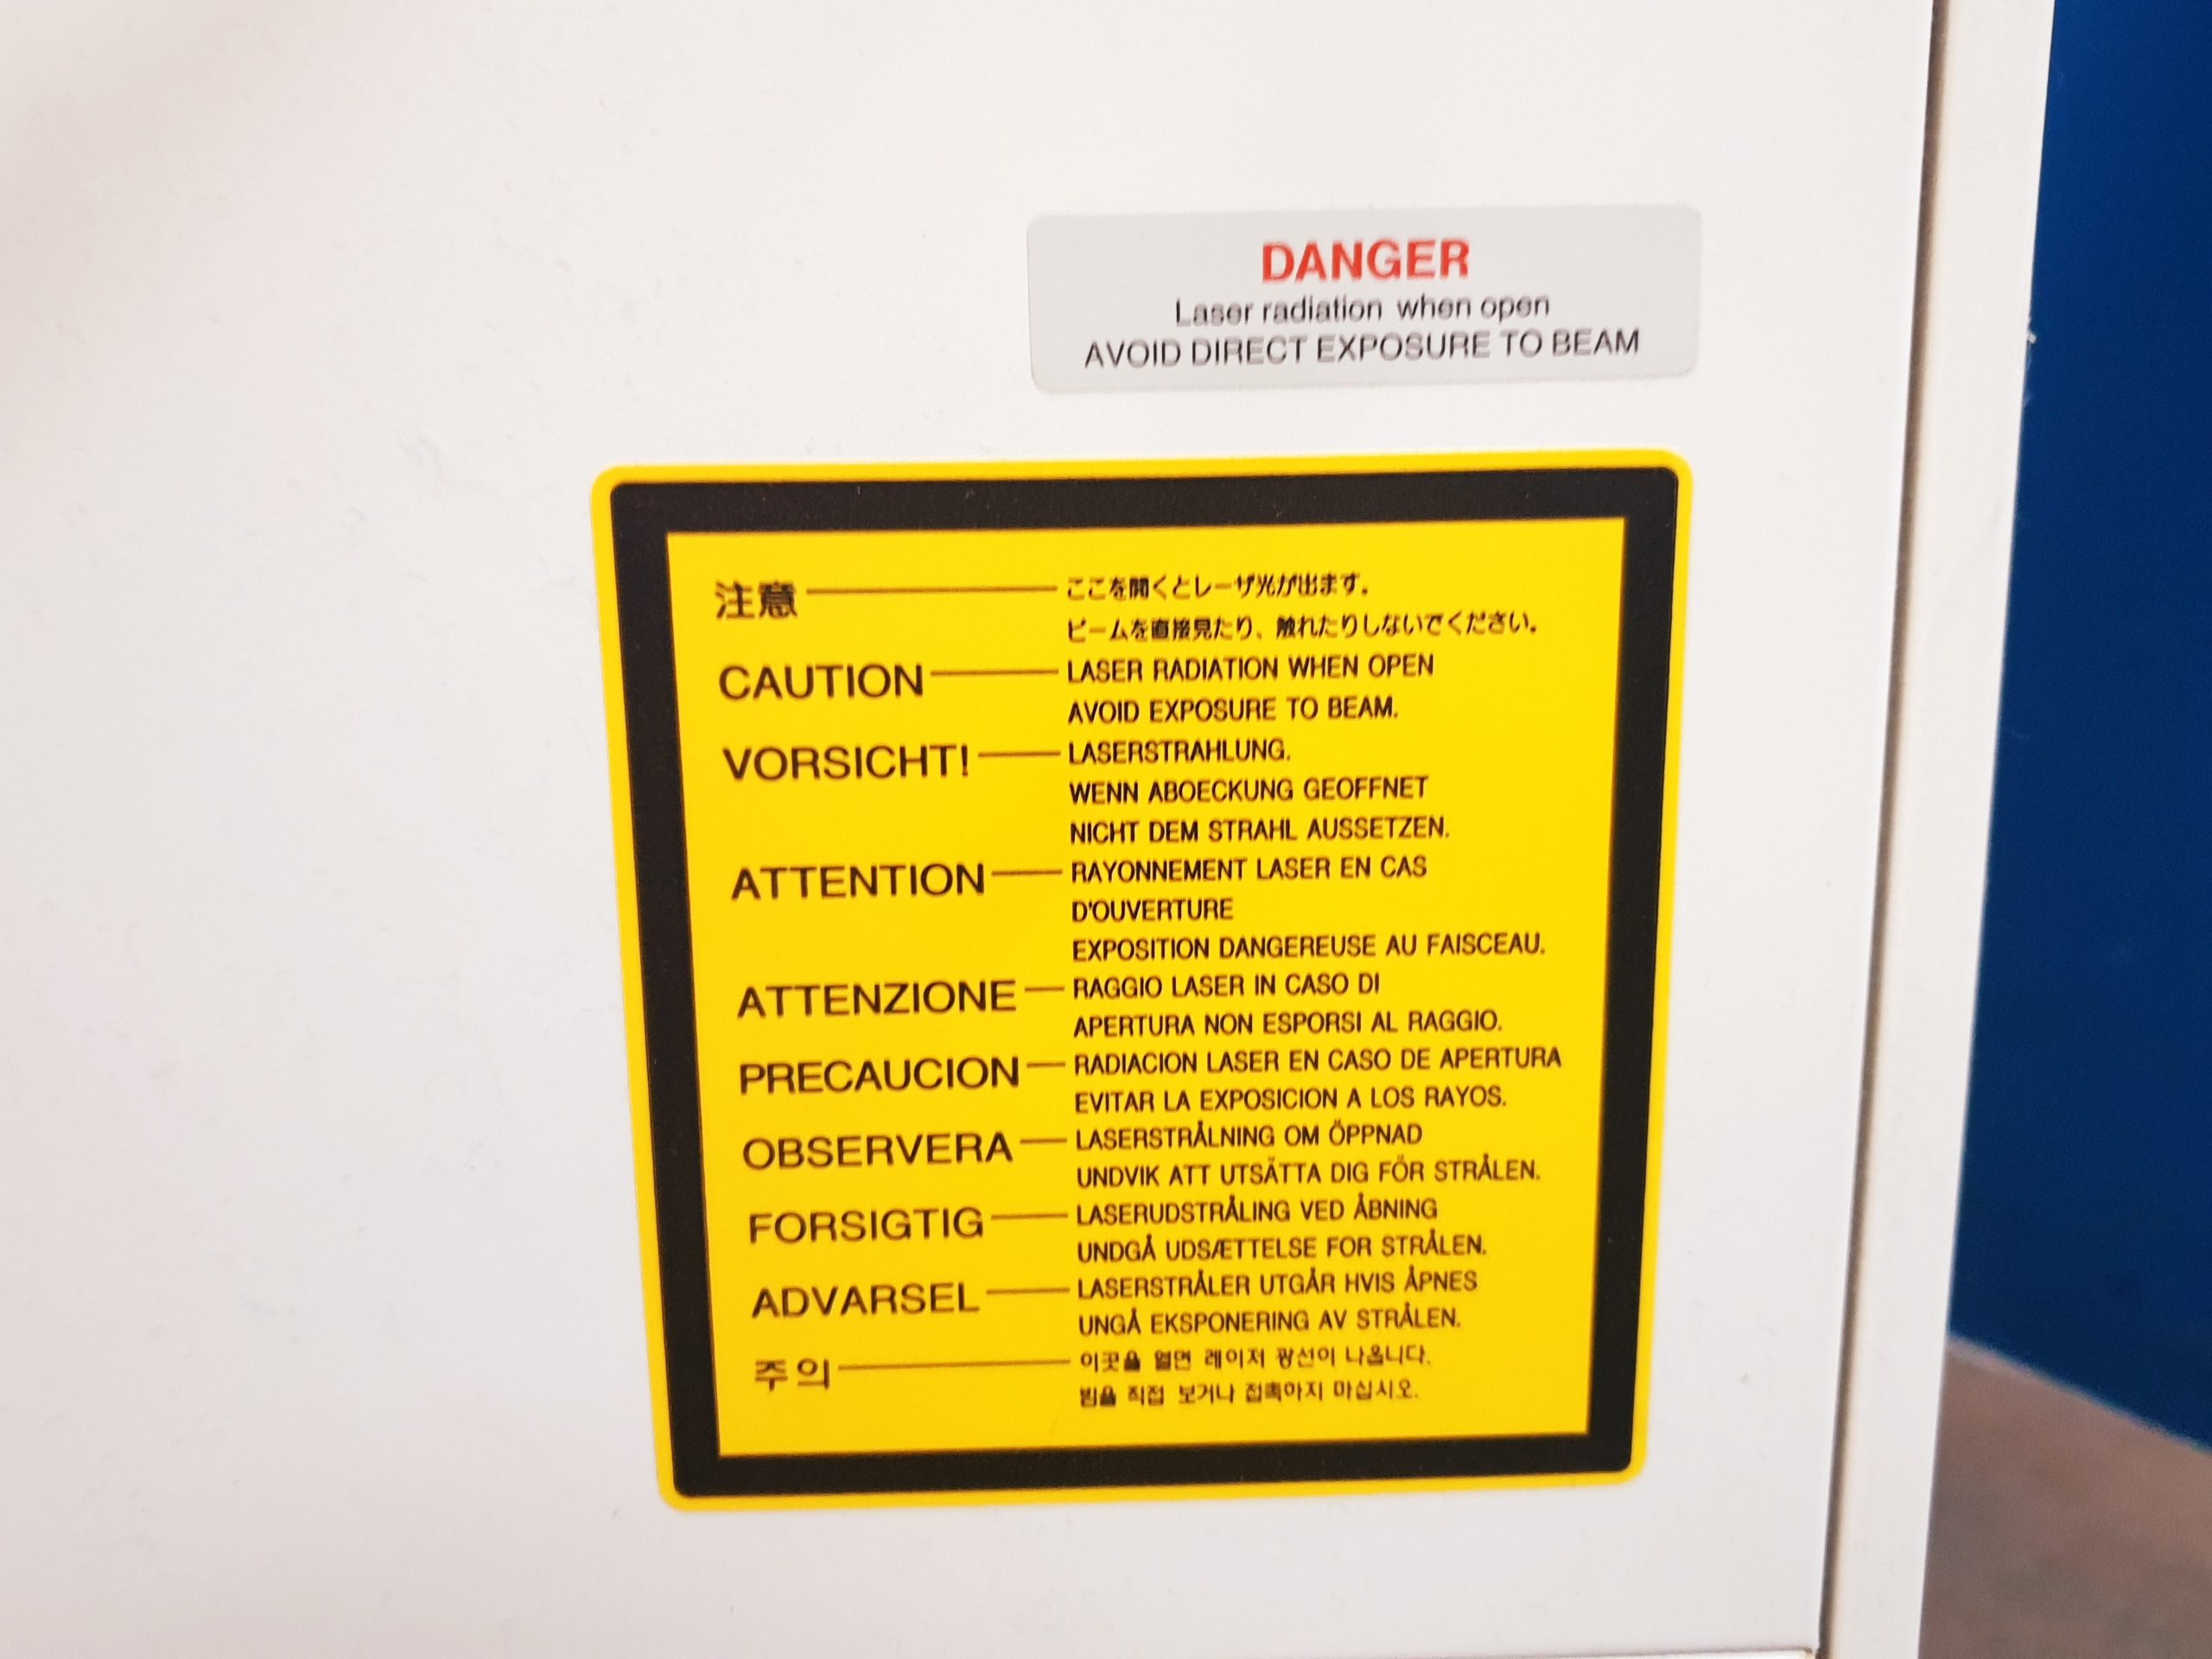 DANGER
Laser radiation when open
AVOID DIRECT EXPOSURE TO BEAM
注意 ここを開くとレーザ光が出ます.
ビームを直接見たり、触れたりしないでください.
CAUTION LASER RADIATION WHEN OPEN
AVOID EXPOSURE TO BEAM.
VORSICHT! LASERSTRAHLUNG.
WENN ABOECKUNG GEOFFNET
NICHT DEM STRAHL AUSSETZEN.
ATTENTION RAYONNEMENT LASER EN CAS
D'OUVERTURE
EXPOSITION DANGEREUSE AU FAISCEAU.
ATTENZIONE RAGGIO LASER IN CASO DI
APERTURA NON ESPORSI AL RAGGIO.
PRECAUCION RADIACION LASER EN CASO DE APERTURA
EVITAR LA EXPOSICION A LOS RAYOS.
OBSERVERA LASERSTRÅLNING OM ÖPPNAD
UNDVIK ATT UTSÄTTA DIG FÖR STRÅLEN.
FORSIGTIG LASERUDSTRÅLING VED ÅBNING
UNDGÅ UDSÆTTELSE FOR STRÅLEN.
ADVARSEL LASERSTRÅLER UTGÅR HVIS ÅPNES
UNGÅ EKSPONERING AV STRÅLEN.
주의 이곳을 열면 레이저 광선이 나옵니다.
빔을 직접 보거나 접촉하지 마십시오.